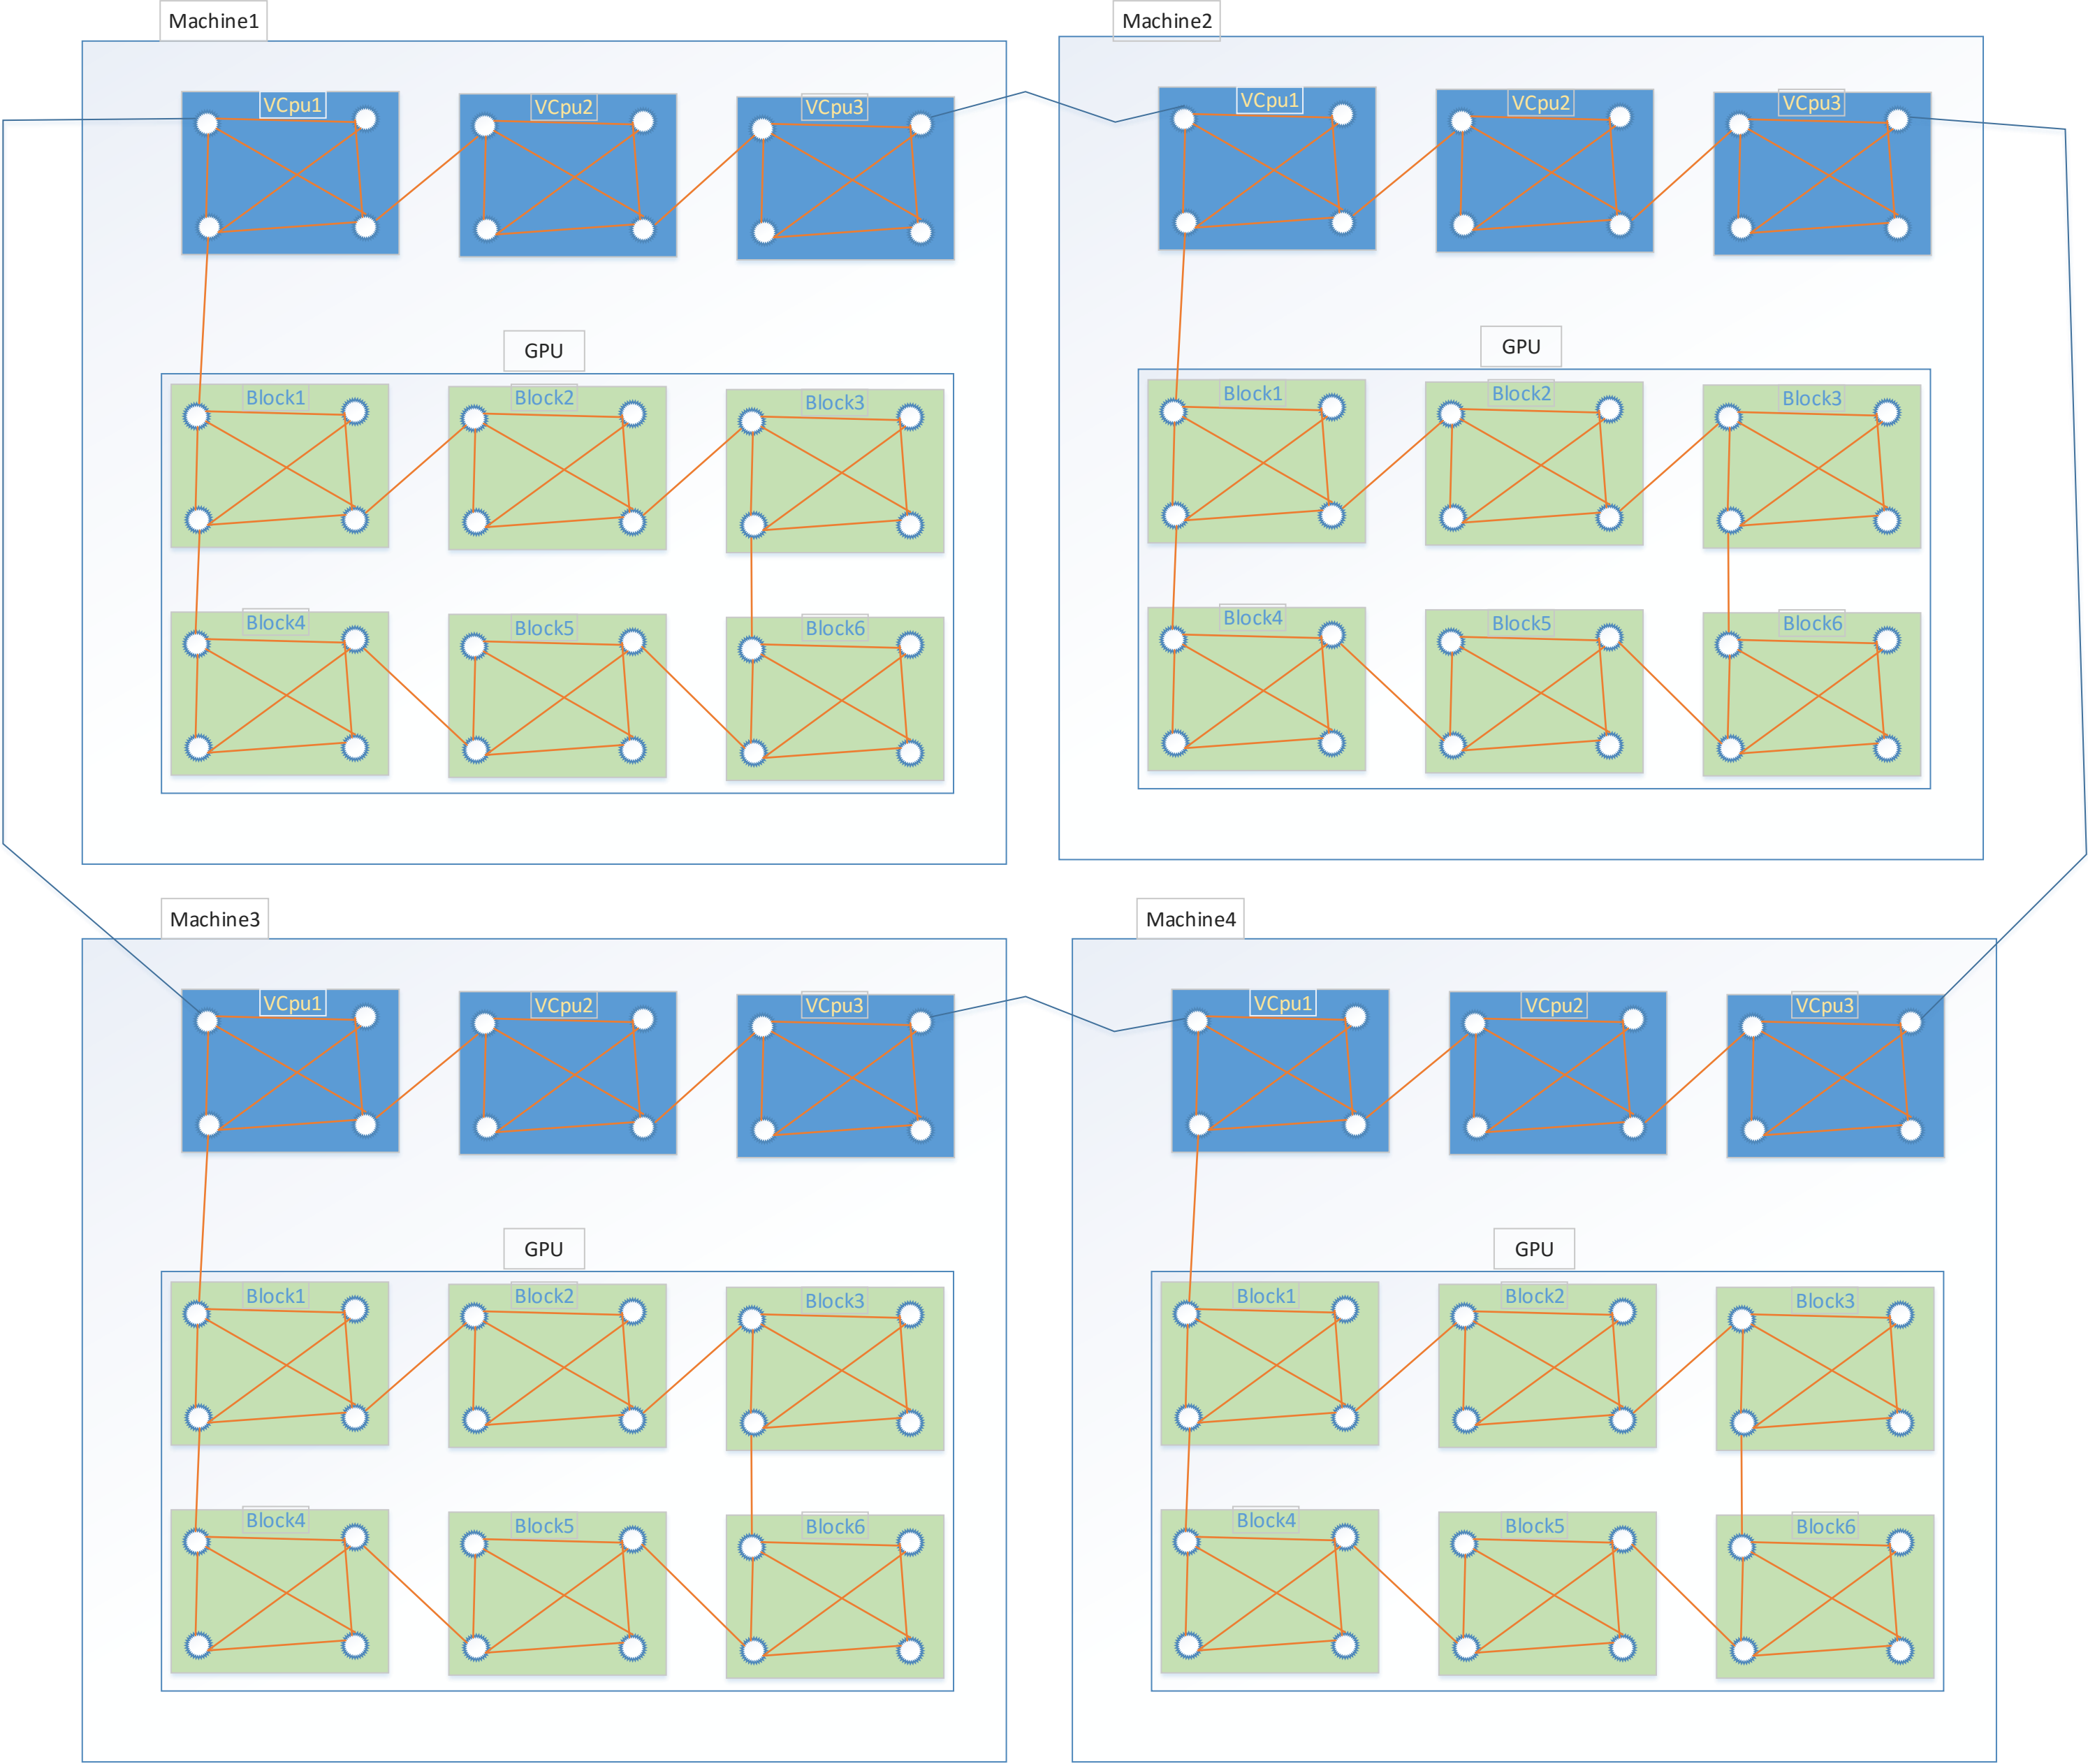 Machine1
VCpu1
VCpu2
VCpu3
GPU
Block1
Block2
Block3
Block4
Block5
Block6
Machine2
VCpu1
VCpu2
VCpu3
GPU
Block1
Block2
Block3
Block4
Block5
Block6
Machine3
VCpu1
VCpu2
VCpu3
GPU
Block1
Block2
Block3
Block4
Block5
Block6
Machine4
VCpu1
VCpu2
VCpu3
GPU
Block1
Block2
Block3
Block4
Block5
Block6